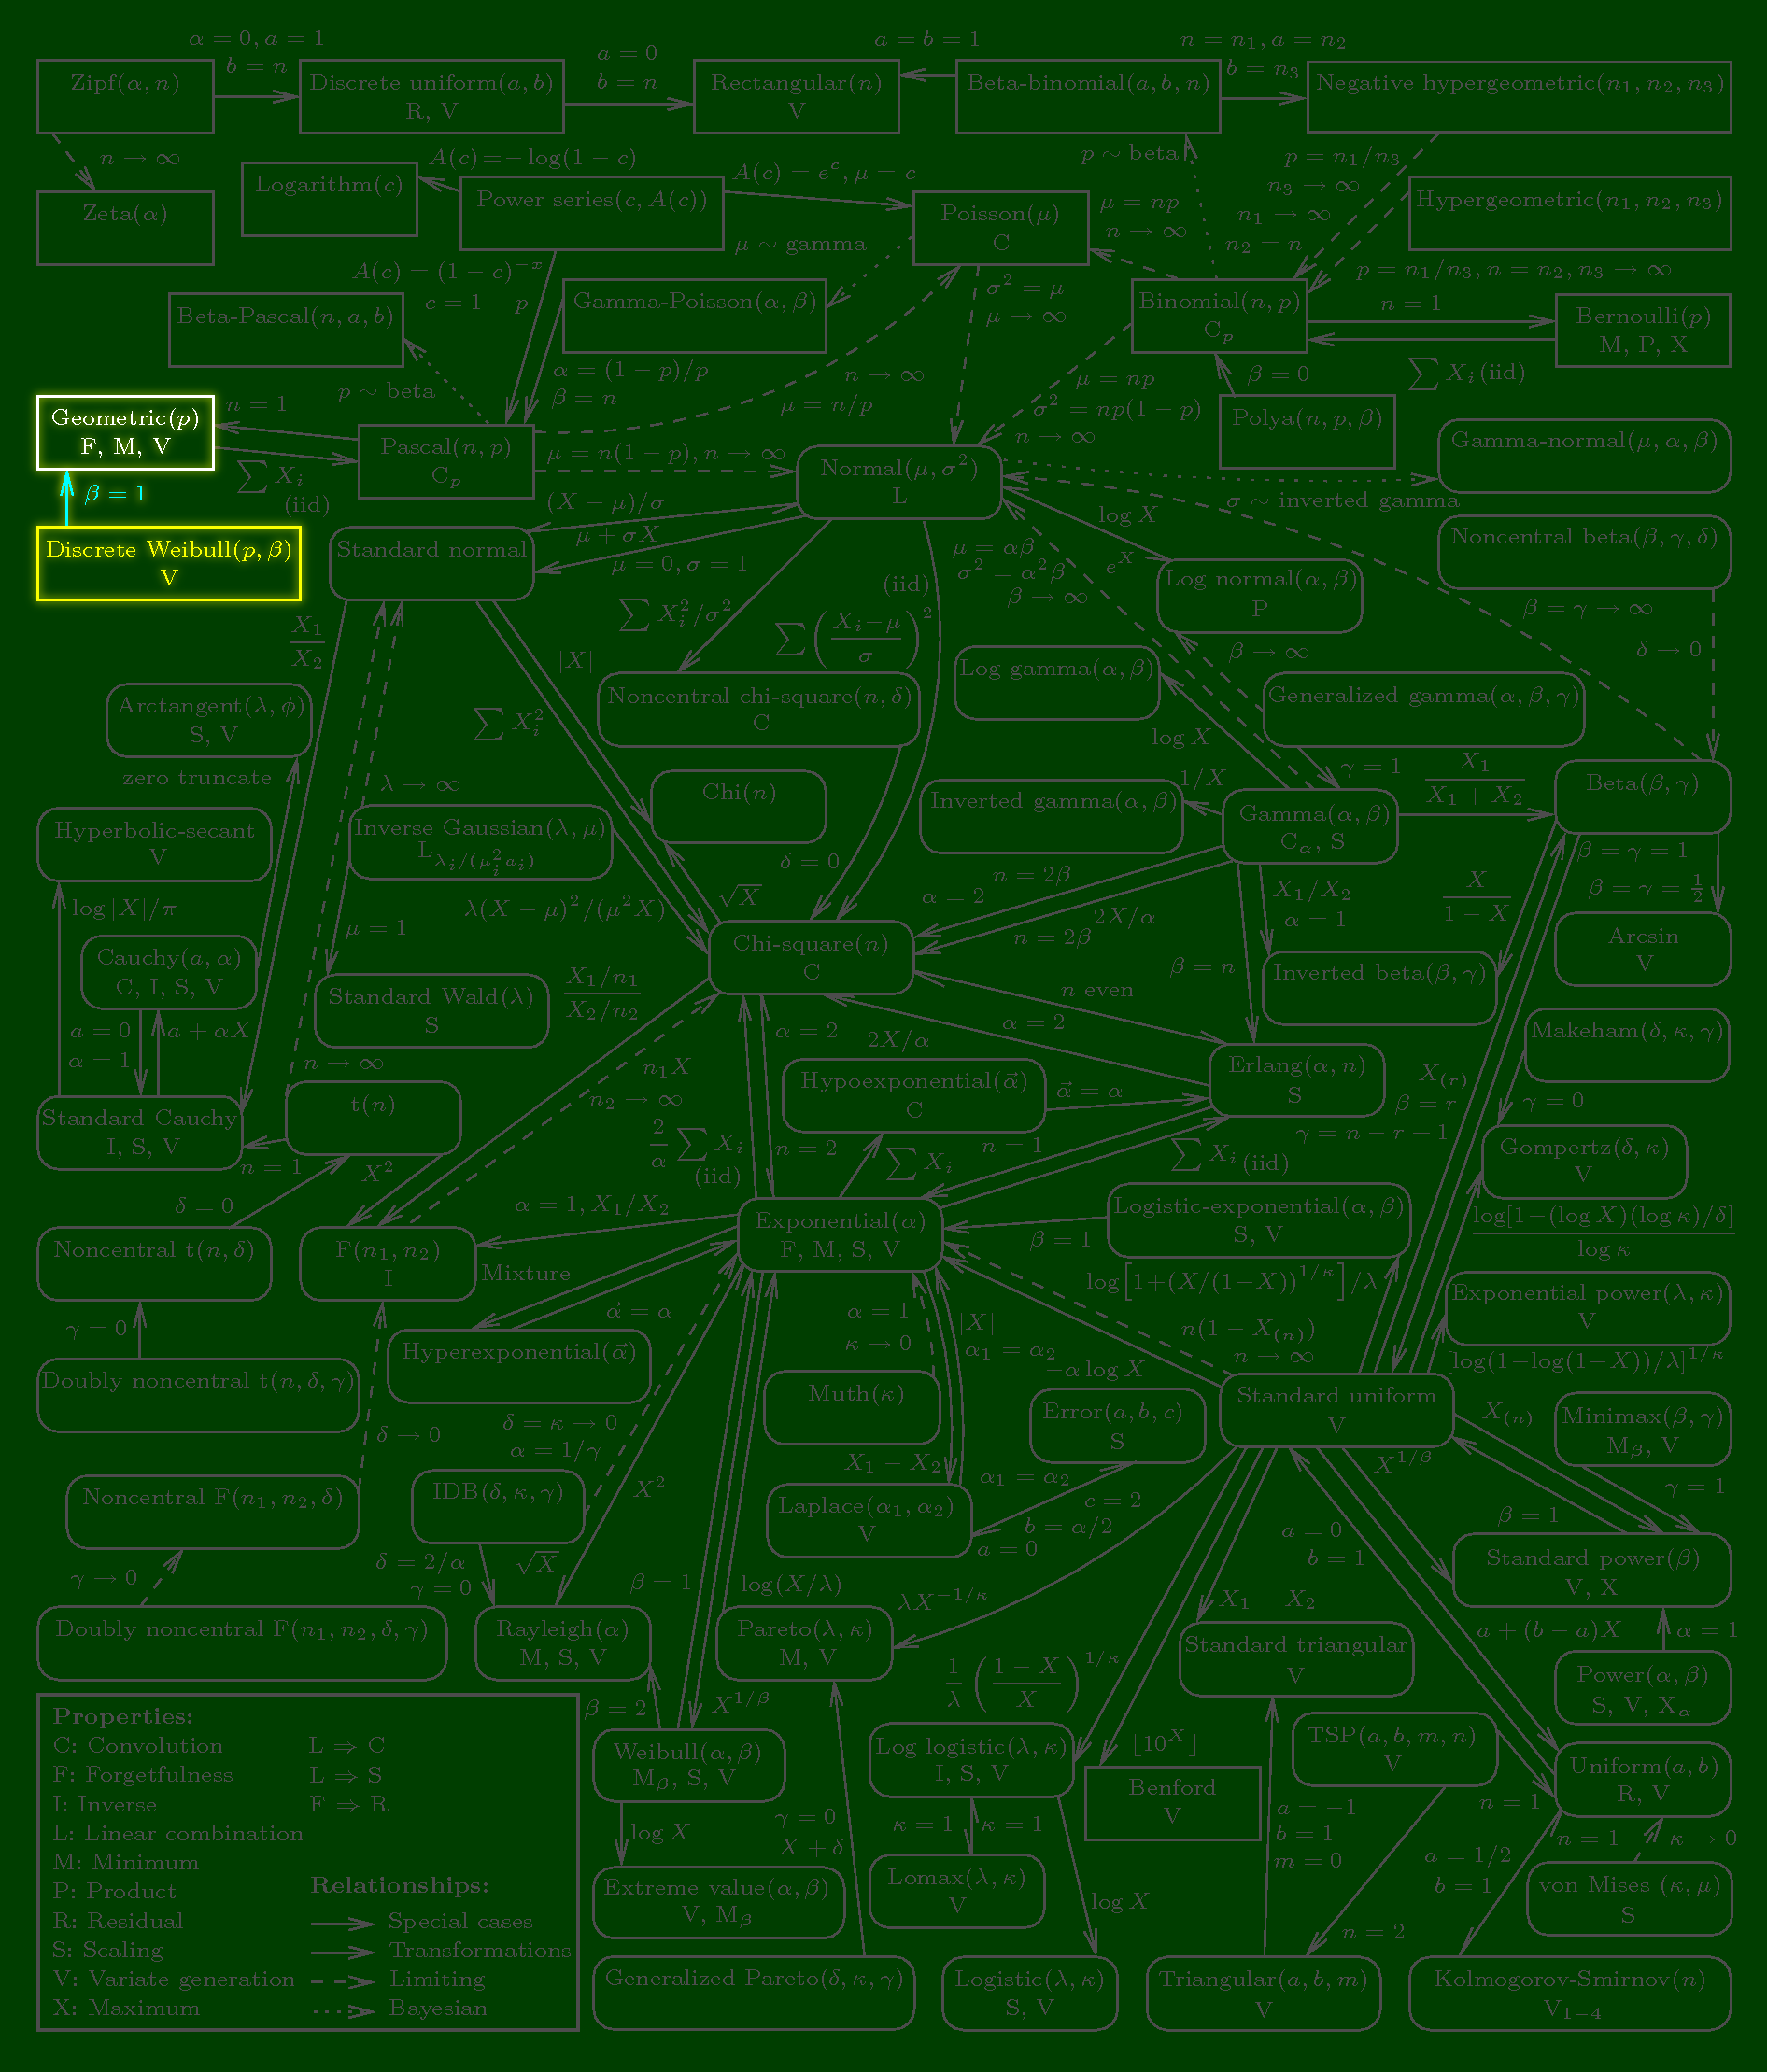 α = 0, a = 1
b = n
a = 0
b = n
a = b = 1
n = n₁, a = n₂
b = n₃
Zipf(α, n)
Discrete uniform(a, b)
R, V
Rectangular(n)
V
Beta-binomial(a, b, n)
Negative hypergeometric(n₁, n₂, n₃)
n → ∞
A(c) = − log(1 − c)
A(c) = eᶜ, μ = c
p ∼ beta
p = n₁/n₃
n₃ → ∞
n₁ → ∞
n₂ = n
Zeta(α)
Logarithm(c)
Power series(c, A(c))
Poisson(μ)
C
μ = np
n → ∞
Hypergeometric(n₁, n₂, n₃)
μ ∼ gamma
A(c) = (1 − c)⁻ˣ
c = 1 − p
σ² = μ
μ → ∞
p = n₁/n₃, n = n₂, n₃ → ∞
n = 1
Beta-Pascal(n, a, b)
Gamma-Poisson(α, β)
Binomial(n, p)
Cₚ
Bernoulli(p)
M, P, X
p ∼ beta
α = (1 − p)/p
β = n
n → ∞
μ = n/p
μ = np
σ² = np(1 − p)
n → ∞
β = 0
∑ Xᵢ (iid)
Geometric(p)
F, M, V
n = 1
∑ Xᵢ
(iid)
Pascal(n, p)
Cₚ
μ = n(1 − p), n → ∞
Normal(μ, σ²)
L
Polya(n, p, β)
Gamma-normal(μ, α, β)
σ ∼ inverted gamma
β = 1
Discrete Weibull(p, β)
V
Standard normal
(X − μ)/σ
μ + σX
μ = 0, σ = 1
(iid)
μ = αβ
σ² = α²β
β → ∞
log X
e^X
Log normal(α, β)
P
Noncentral beta(β, γ, δ)
β = γ → ∞
δ → 0
X₁/X₂
|X|
∑ Xᵢ²
∑ Xᵢ²/σ²
∑ ((Xᵢ−μ)/σ)²
Noncentral chi-square(n, δ)
C
β → ∞
Log gamma(α, β)
Generalized gamma(α, β, γ)
Arctangent(λ, φ)
S, V
zero truncate
λ → ∞
Chi(n)
log X
1/X
γ = 1
X₁/(X₁ + X₂)
Beta(β, γ)
Hyperbolic-secant
V
Inverse Gaussian(λ, μ)
L λᵢ/(μᵢ²aᵢ)
δ = 0
Inverted gamma(α, β)
Gamma(α, β)
C_α, S
β = γ = 1
β = γ = 1/2
log |X|/π
μ = 1
λ(X − μ)²/(μ²X)
√X
α = 2
n = 2β
2X/α
n = 2β
X₁/X₂
α = 1
X/(1 − X)
Arcsin
V
Cauchy(a, α)
C, I, S, V
Standard Wald(λ)
S
(X₁/n₁)/(X₂/n₂)
Chi-square(n)
C
β = n
Inverted beta(β, γ)
a = 0
α = 1
a + αX
n → ∞
α = 2
n even
α = 2
2X/α
Makeham(δ, κ, γ)
γ = 0
Standard Cauchy
I, S, V
t(n)
n₁X
n₂ → ∞
Hypoexponential(α⃗)
C
α⃗ = α
Erlang(α, n)
S
X₍ᵣ₎
β = r
γ = n − r + 1
n = 1
X²
(2/α) ∑ Xᵢ
(iid)
n = 2
∑ Xᵢ
n = 1
∑ Xᵢ (iid)
Gompertz(δ, κ)
V
δ = 0
α = 1, X₁/X₂
Logistic-exponential(α, β)
S, V
β = 1
log[1−(log X)(log κ)/δ]
log κ
Noncentral t(n, δ)
F(n₁, n₂)
I
Mixture
Exponential(α)
F, M, S, V
log[1+(X/(1−X))^(1/κ)]/λ
Exponential power(λ, κ)
V
[log(1−log(1−X))/λ]^(1/κ)
γ = 0
α⃗ = α
α = 1
κ → 0
|X|
α₁ = α₂
n(1 − X₍ₙ₎)
n → ∞
−α log X
Doubly noncentral t(n, δ, γ)
Hyperexponential(α⃗)
Muth(κ)
Error(a, b, c)
S
Standard uniform
V
X₍ₙ₎
Minimax(β, γ)
M_β, V
δ → 0
δ = κ → 0
α = 1/γ
X₁ − X₂
α₁ = α₂
X^(1/β)
γ = 1
β = 1
Noncentral F(n₁, n₂, δ)
IDB(δ, κ, γ)
X²
Laplace(α₁, α₂)
V
c = 2
b = α/2
a = 0
a = 0
b = 1
Standard power(β)
V, X
γ → 0
δ = 2/α
γ = 0
√X
β = 1
log(X/λ)
λX^(−1/κ)
X₁ − X₂
a + (b − a)X
α = 1
Doubly noncentral F(n₁, n₂, δ, γ)
Rayleigh(α)
M, S, V
Pareto(λ, κ)
M, V
Standard triangular
V
Power(α, β)
S, V, X_α
β = 2
X^(1/β)
(1/λ)((1 − X)/X)^(1/κ)
Weibull(α, β)
M_β, S, V
Log logistic(λ, κ)
I, S, V
⌊10^X⌋
Benford
V
TSP(a, b, m, n)
V
Uniform(a, b)
R, V
log X
γ = 0
X + δ
κ = 1
κ = 1
a = −1
b = 1
m = 0
n = 1
n = 1
κ → 0
a = 1/2
b = 1
Extreme value(α, β)
V, M_β
Lomax(λ, κ)
V
log X
n = 2
von Mises (κ, μ)
S
Generalized Pareto(δ, κ, γ)
Logistic(λ, κ)
S, V
Triangular(a, b, m)
V
Kolmogorov-Smirnov(n)
V₁₋₄
Properties:
C: Convolution
F: Forgetfulness
I: Inverse
L: Linear combination
M: Minimum
P: Product
R: Residual
S: Scaling
V: Variate generation
X: Maximum
L ⇒ C
L ⇒ S
F ⇒ R
Relationships:
Special cases
Transformations
Limiting
Bayesian